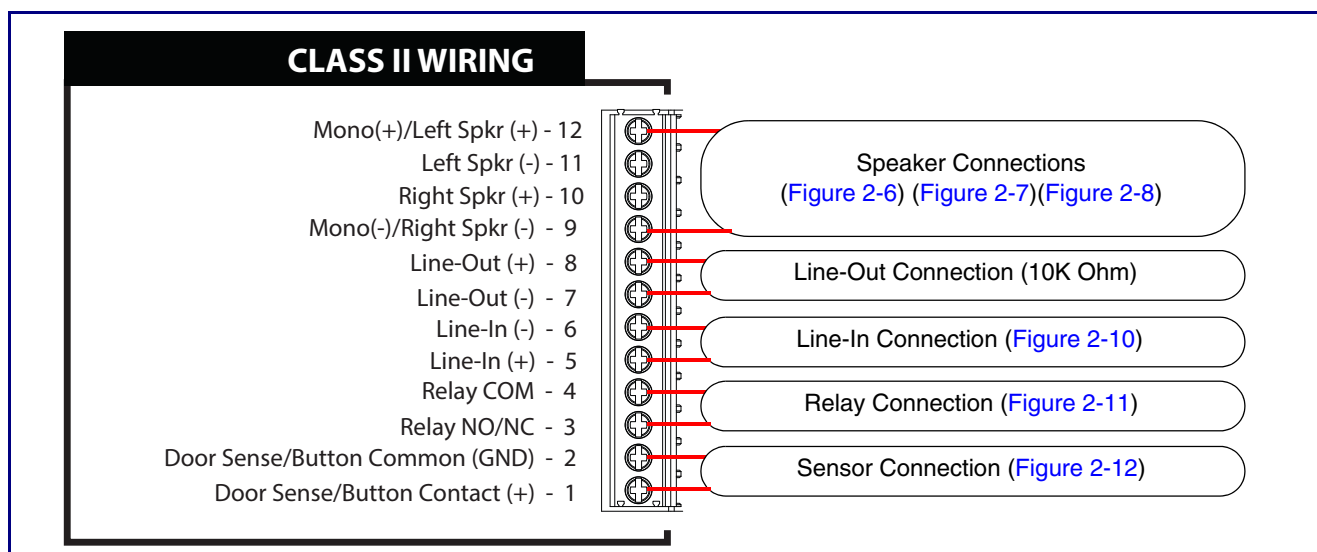 CLASS II WIRING
Mono(+)/Left Spkr (+) - 12
Left Spkr (-) - 11
Right Spkr (+) - 10
Mono(-)/Right Spkr (-) - 9
Line-Out (+) - 8
Line-Out (-) - 7
Line-In (-) - 6
Line-In (+) - 5
Relay COM - 4
Relay NO/NC - 3
Door Sense/Button Common (GND) - 2
Door Sense/Button Contact (+) - 1
Speaker Connections
(Figure 2-6) (Figure 2-7)(Figure 2-8)
Line-Out Connection (10K Ohm)
Line-In Connection (Figure 2-10)
Relay Connection (Figure 2-11)
Sensor Connection (Figure 2-12)